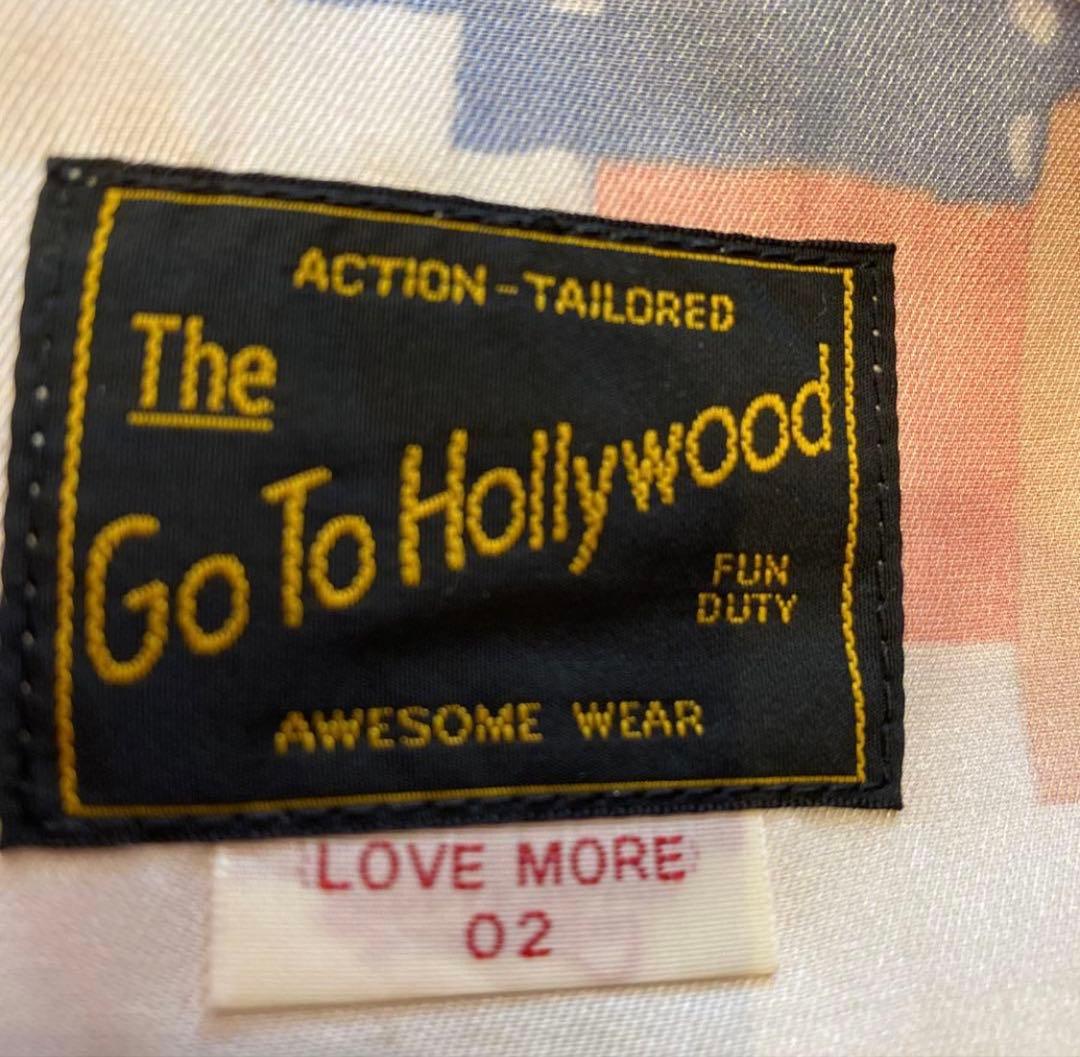 ACTION-TAILORED
The
Go To Hollywood
FUN
DUTY
AWESOME WEAR
LOVE MORE
02